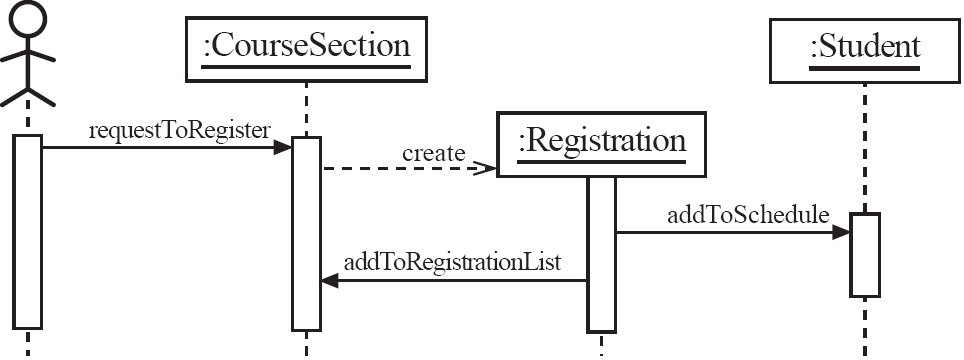 :CourseSection
:Student
requestToRegister
create
:Registration
addToSchedule
addToRegistrationList